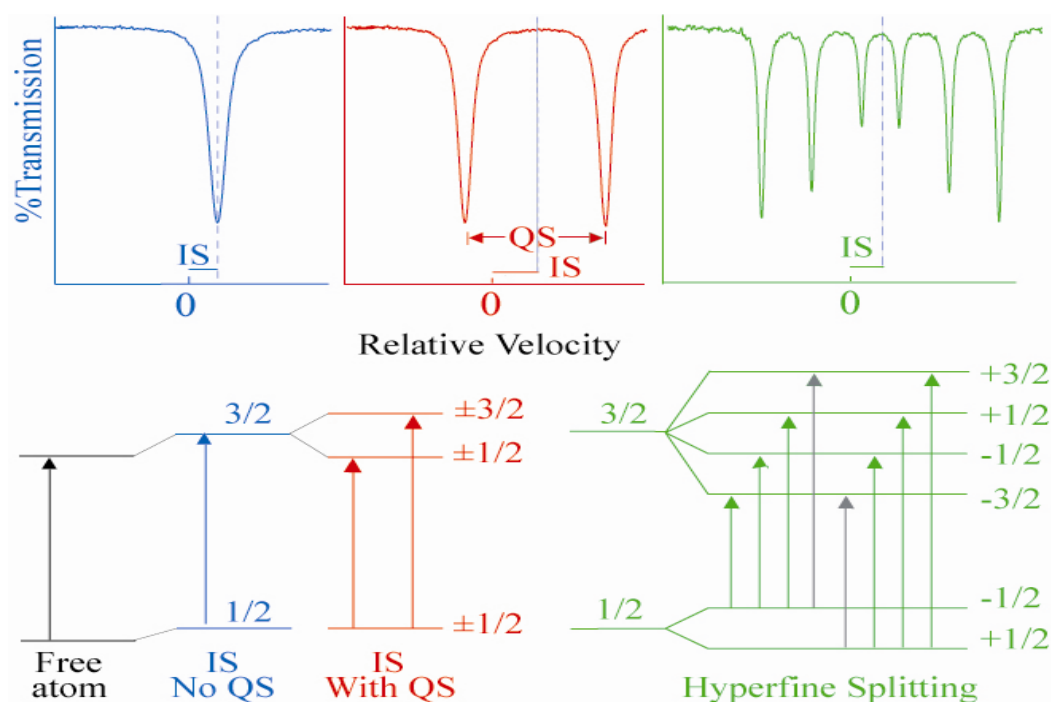 %Transmission
IS
0
QS
IS
0
IS
0
Relative Velocity
3/2
±3/2
±1/2
1/2
±1/2
3/2
+3/2
+1/2
-1/2
-3/2
1/2
-1/2
+1/2
Free
atom
IS
No QS
IS
With QS
Hyperfine Splitting